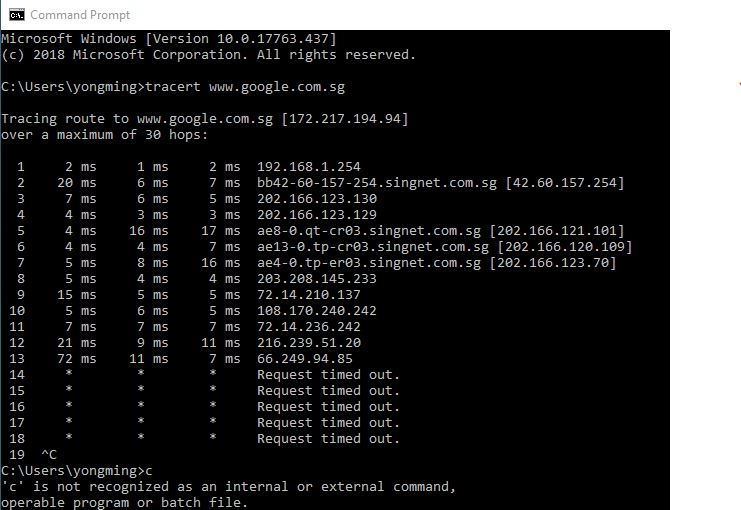 Command Prompt
Microsoft Windows [Version 10.0.17763.437]
(c) 2018 Microsoft Corporation. All rights reserved.
C:\Users\yongming>tracert www.google.com.sg
Tracing route to www.google.com.sg [172.217.194.94]
over a maximum of 30 hops:
1 2 ms 1 ms 2 ms 192.168.1.254
2 20 ms 6 ms 7 ms bb42-60-157-254.singnet.com.sg [42.60.157.254]
3 7 ms 6 ms 5 ms 202.166.123.130
4 4 ms 3 ms 3 ms 202.166.123.129
5 4 ms 16 ms 17 ms ae8-0.qt-cr03.singnet.com.sg [202.166.121.101]
6 4 ms 4 ms 7 ms ae13-0.tp-cr03.singnet.com.sg [202.166.120.109]
7 5 ms 8 ms 16 ms ae4-0.tp-er03.singnet.com.sg [202.166.123.70]
8 5 ms 4 ms 4 ms 203.208.145.233
9 15 ms 5 ms 5 ms 72.14.210.137
10 5 ms 6 ms 5 ms 108.170.240.242
11 7 ms 7 ms 7 ms 72.14.236.242
12 21 ms 9 ms 11 ms 216.239.51.20
13 72 ms 11 ms 7 ms 66.249.94.85
14 * * * Request timed out.
15 * * * Request timed out.
16 * * * Request timed out.
17 * * * Request timed out.
18 * * * Request timed out.
19 ^C
C:\Users\yongming>c
'c' is not recognized as an internal or external command,
operable program or batch file.